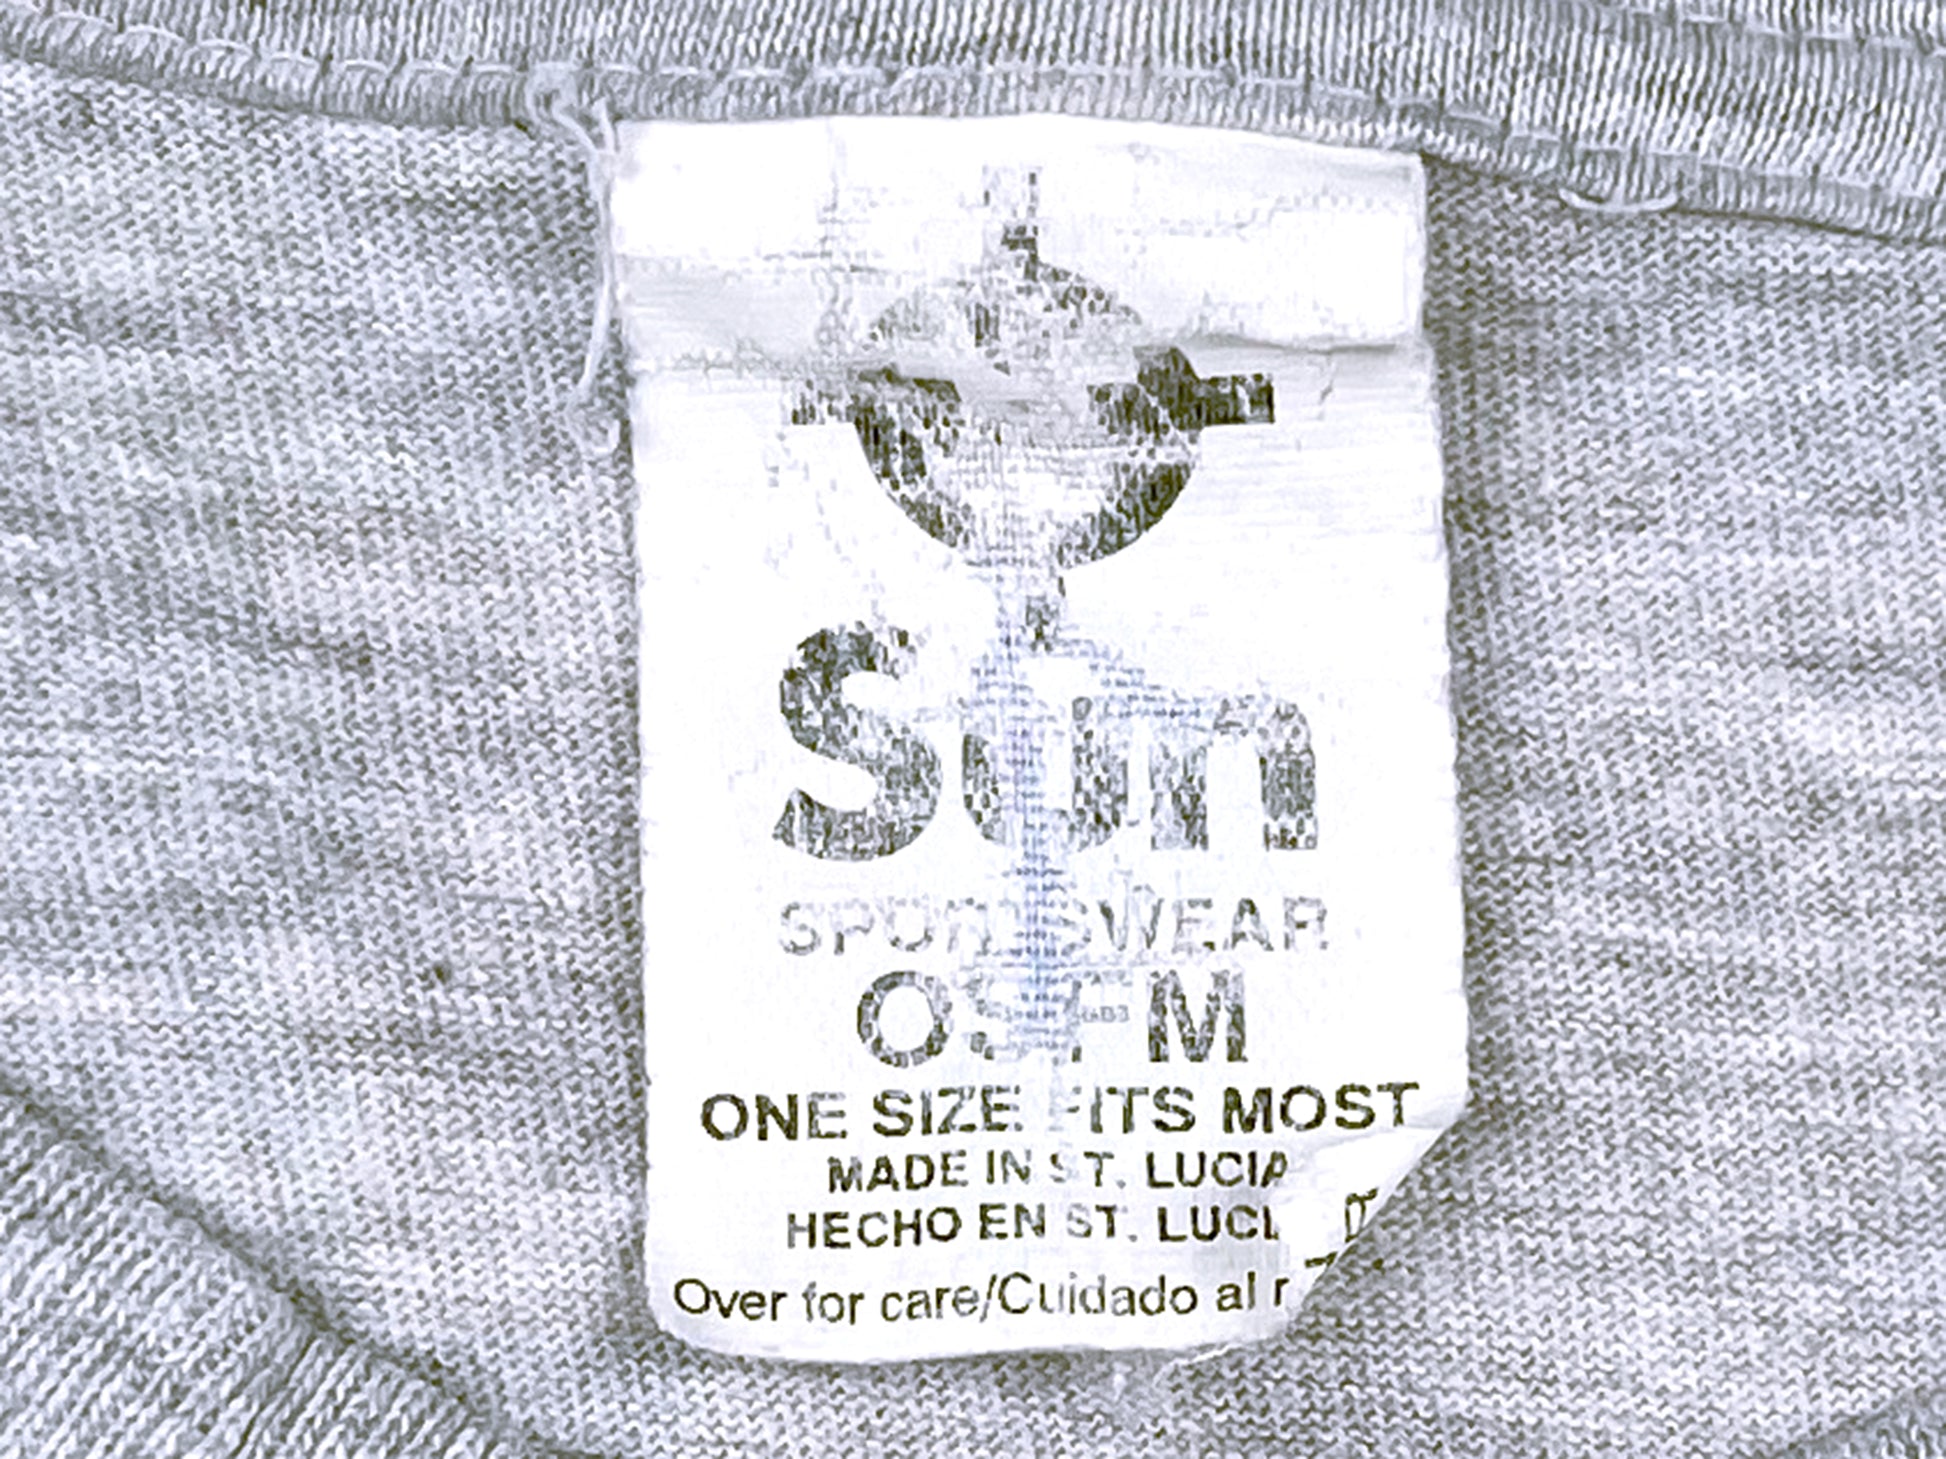 Sun
SPORTSWEAR
OSFM
ONE SIZE FITS MOST
MADE IN ST. LUCIA
HECHO EN ST. LUCI
Over for care/Cuidado al r